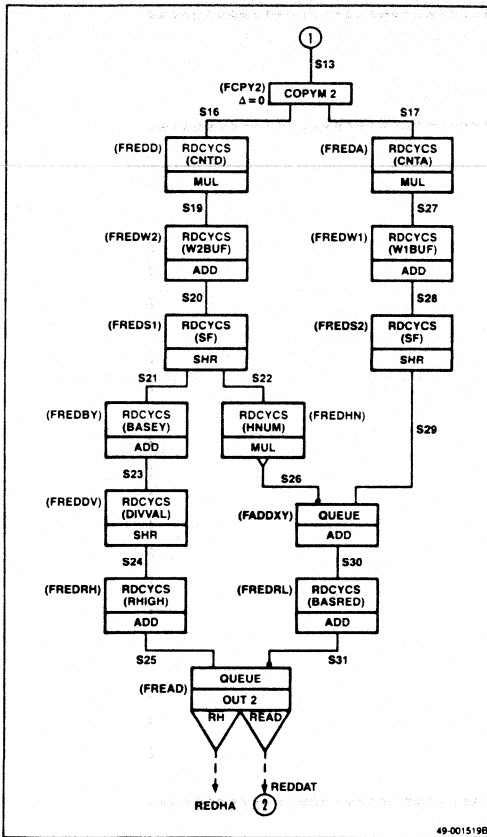 1
S13
(FCPY2)
Δ = 0
COPYM 2
S16
S17
(FREDD)
RDCYCS
(CNTD)
MUL
(FREDA)
RDCYCS
(CNTA)
MUL
S19
S27
(FREDW2)
RDCYCS
(W2BUF)
ADD
(FREDW1)
RDCYCS
(W1BUF)
ADD
S20
S28
(FREDS1)
RDCYCS
(SF)
SHR
(FREDS2)
RDCYCS
(SF)
SHR
S21
S22
(FREDBY)
RDCYCS
(BASEY)
ADD
RDCYCS
(HNUM)
MUL
(FREDHN)
S29
S23
S26
(FREDDV)
RDCYCS
(DIVVAL)
SHR
(FADDXY)
QUEUE
ADD
S24
S30
(FREDRH)
RDCYCS
(RHIGH)
ADD
(FREDRL)
RDCYCS
(BASRED)
ADD
S25
S31
(FREAD)
QUEUE
OUT 2
RH
READ
REDHA
REDDAT
2
49-001519B